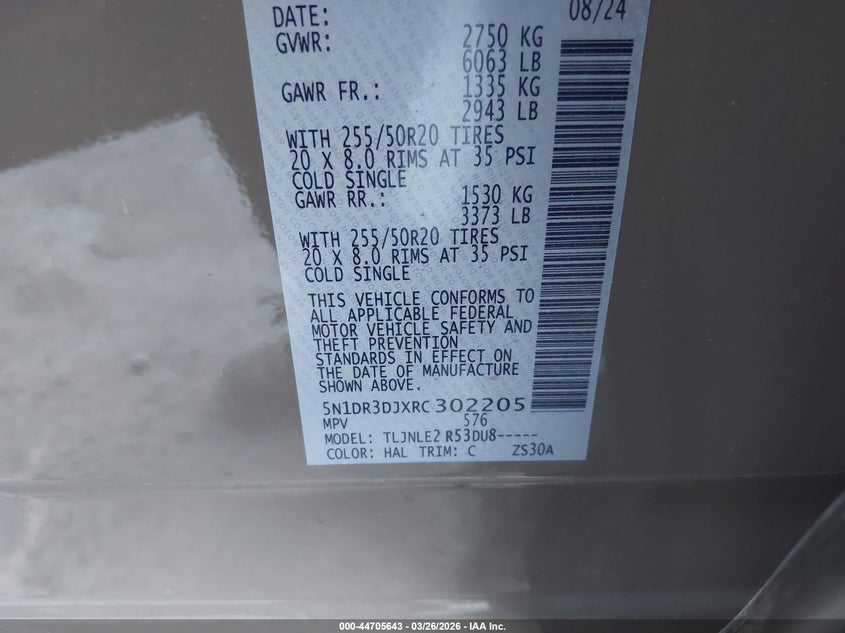 DATE: 08/24
GVWR: 2750 KG
6063 LB
GAWR FR.: 1335 KG
2943 LB
WITH 255/50R20 TIRES
20 X 8.0 RIMS AT 35 PSI
COLD SINGLE
GAWR RR.: 1530 KG
3373 LB
WITH 255/50R20 TIRES
20 X 8.0 RIMS AT 35 PSI
COLD SINGLE
THIS VEHICLE CONFORMS TO
ALL APPLICABLE FEDERAL
MOTOR VEHICLE SAFETY AND
THEFT PREVENTION
STANDARDS IN EFFECT ON
THE DATE OF MANUFACTURE
SHOWN ABOVE.
5N1DR3DJXRC302205
MPV 576
MODEL: TLJNLE2 R53DU8-----
COLOR: HAL TRIM: C ZS30A
000-44705643 - 03/26/2026 - IAA Inc.